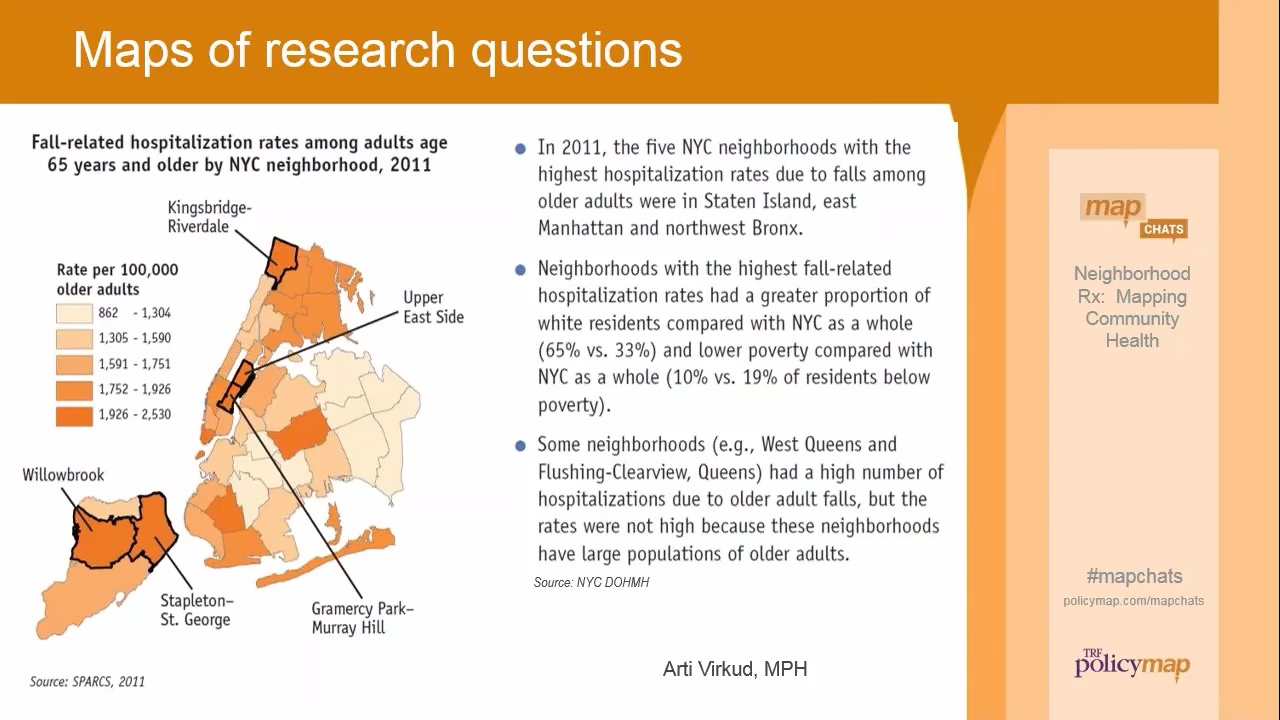 Maps of research questions
Fall-related hospitalization rates among adults age
65 years and older by NYC neighborhood, 2011
Kingsbridge-
Riverdale
Rate per 100,000
older adults
862 - 1,304
1,305 - 1,590
1,591 - 1,751
1,752 - 1,926
1,926 - 2,530
Upper
East Side
Willowbrook
Stapleton–
St. George
Gramercy Park–
Murray Hill
Source: SPARCS, 2011
● In 2011, the five NYC neighborhoods with the
highest hospitalization rates due to falls among
older adults were in Staten Island, east
Manhattan and northwest Bronx.
● Neighborhoods with the highest fall-related
hospitalization rates had a greater proportion of
white residents compared with NYC as a whole
(65% vs. 33%) and lower poverty compared with
NYC as a whole (10% vs. 19% of residents below
poverty).
● Some neighborhoods (e.g., West Queens and
Flushing-Clearview, Queens) had a high number of
hospitalizations due to older adult falls, but the
rates were not high because these neighborhoods
have large populations of older adults.
Source: NYC DOHMH
Arti Virkud, MPH
map
CHATS
Neighborhood
Rx: Mapping
Community
Health
#mapchats
policymap.com/mapchats
TRF
policymap